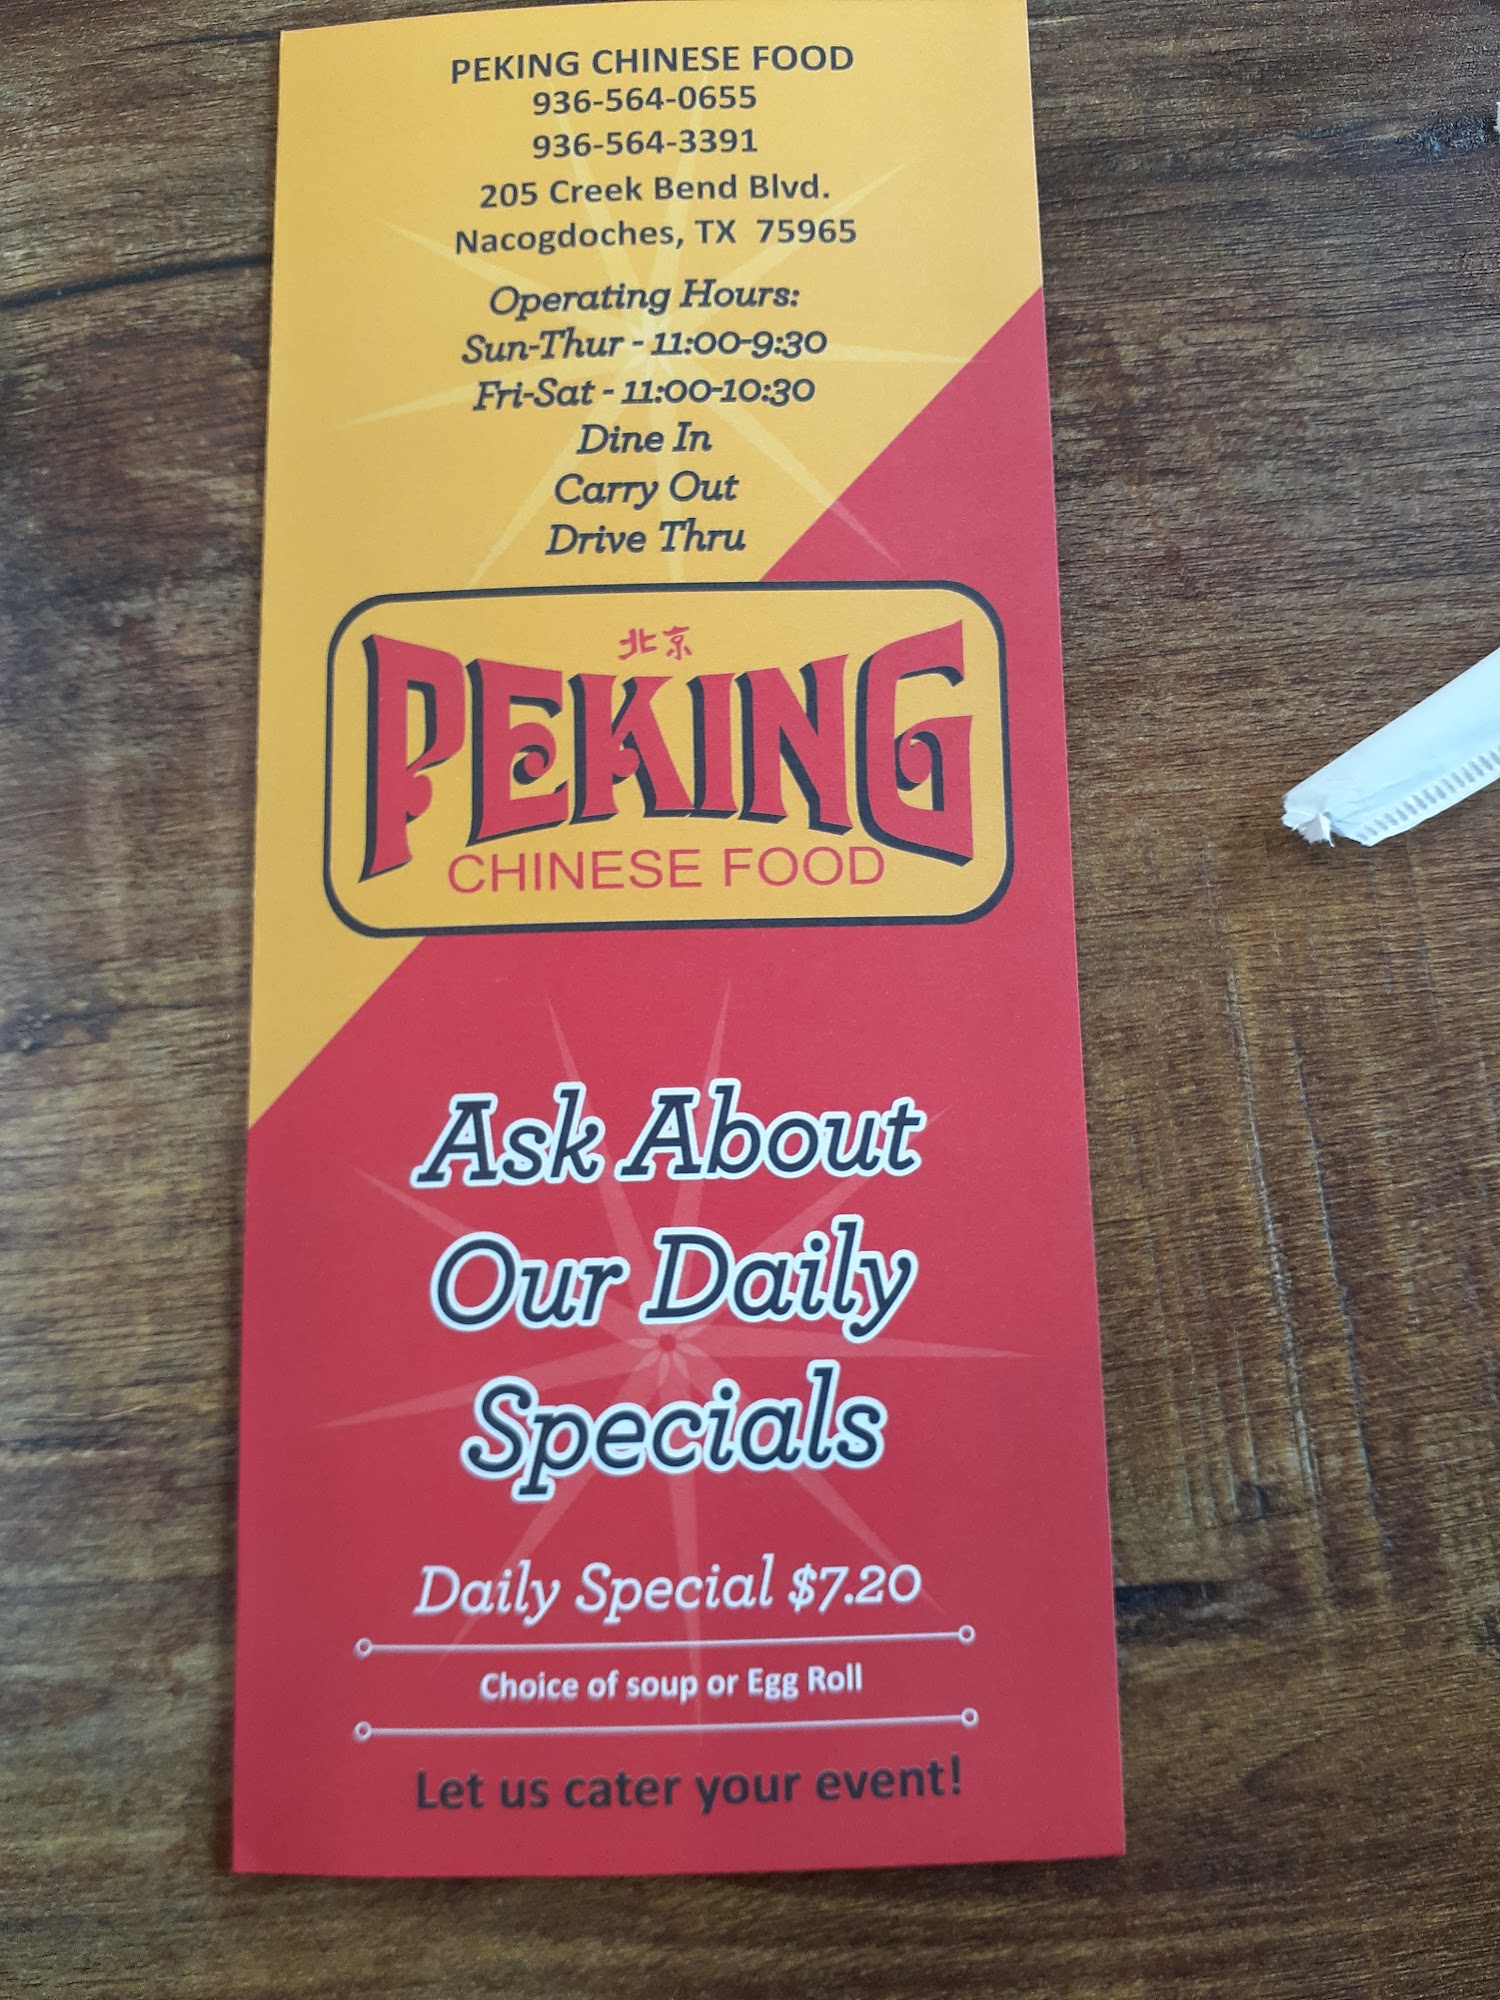 PEKING CHINESE FOOD
936-564-0655
936-564-3391
205 Creek Bend Blvd.
Nacogdoches, TX 75965
Operating Hours:
Sun-Thur - 11:00-9:30
Fri-Sat - 11:00-10:30
Dine In
Carry Out
Drive Thru
北京
PEKING
CHINESE FOOD
Ask About
Our Daily
Specials
Daily Special $7.20
Choice of soup or Egg Roll
Let us cater your event!